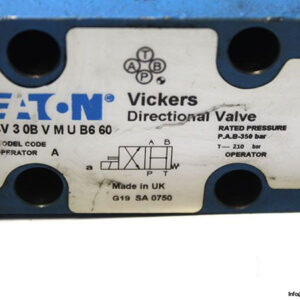 T
A B
P
EATON Vickers
Directional Valve
V 3 0B V M U B6 60
MODEL CODE
OPERATOR A
RATED PRESSURE
P.A.B-350 bar
T— 210 bar
OPERATOR
A B
a
P T
Made in UK
G19 SA 0750